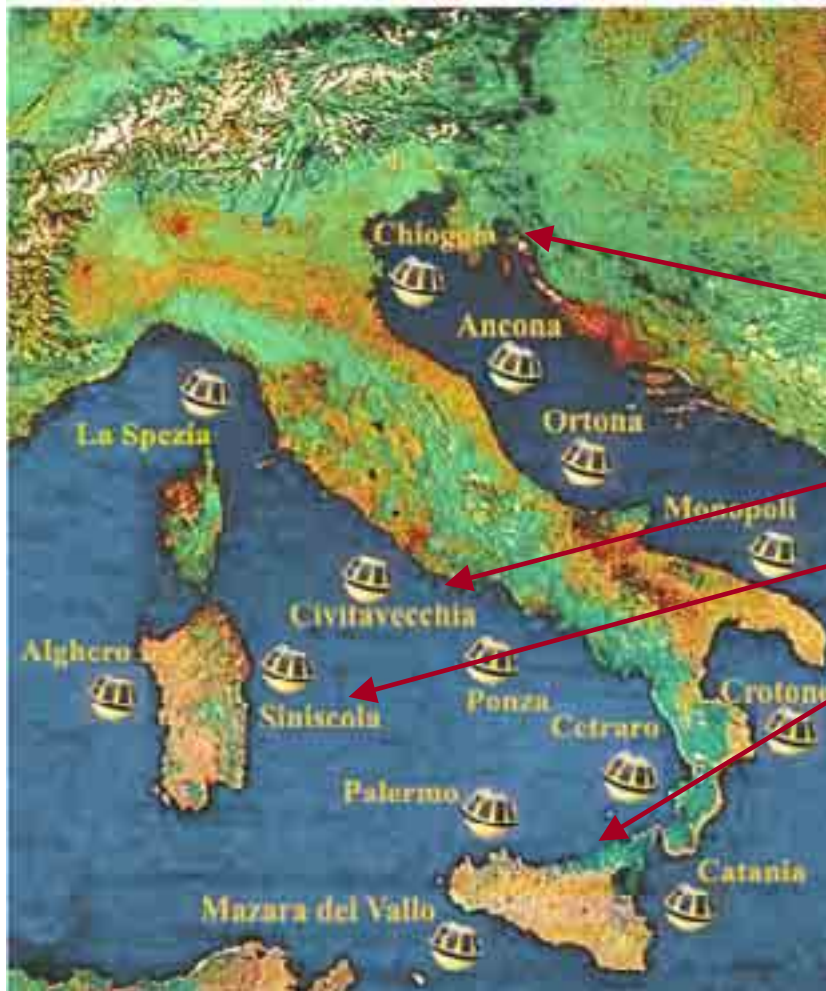 Chioggia
Ancona
La Spezia
Ortona
Monopoli
Civitavecchia
Alghero
Siniscola
Ponza
Crotone
Cetraro
Palermo
Catania
Mazara del Vallo